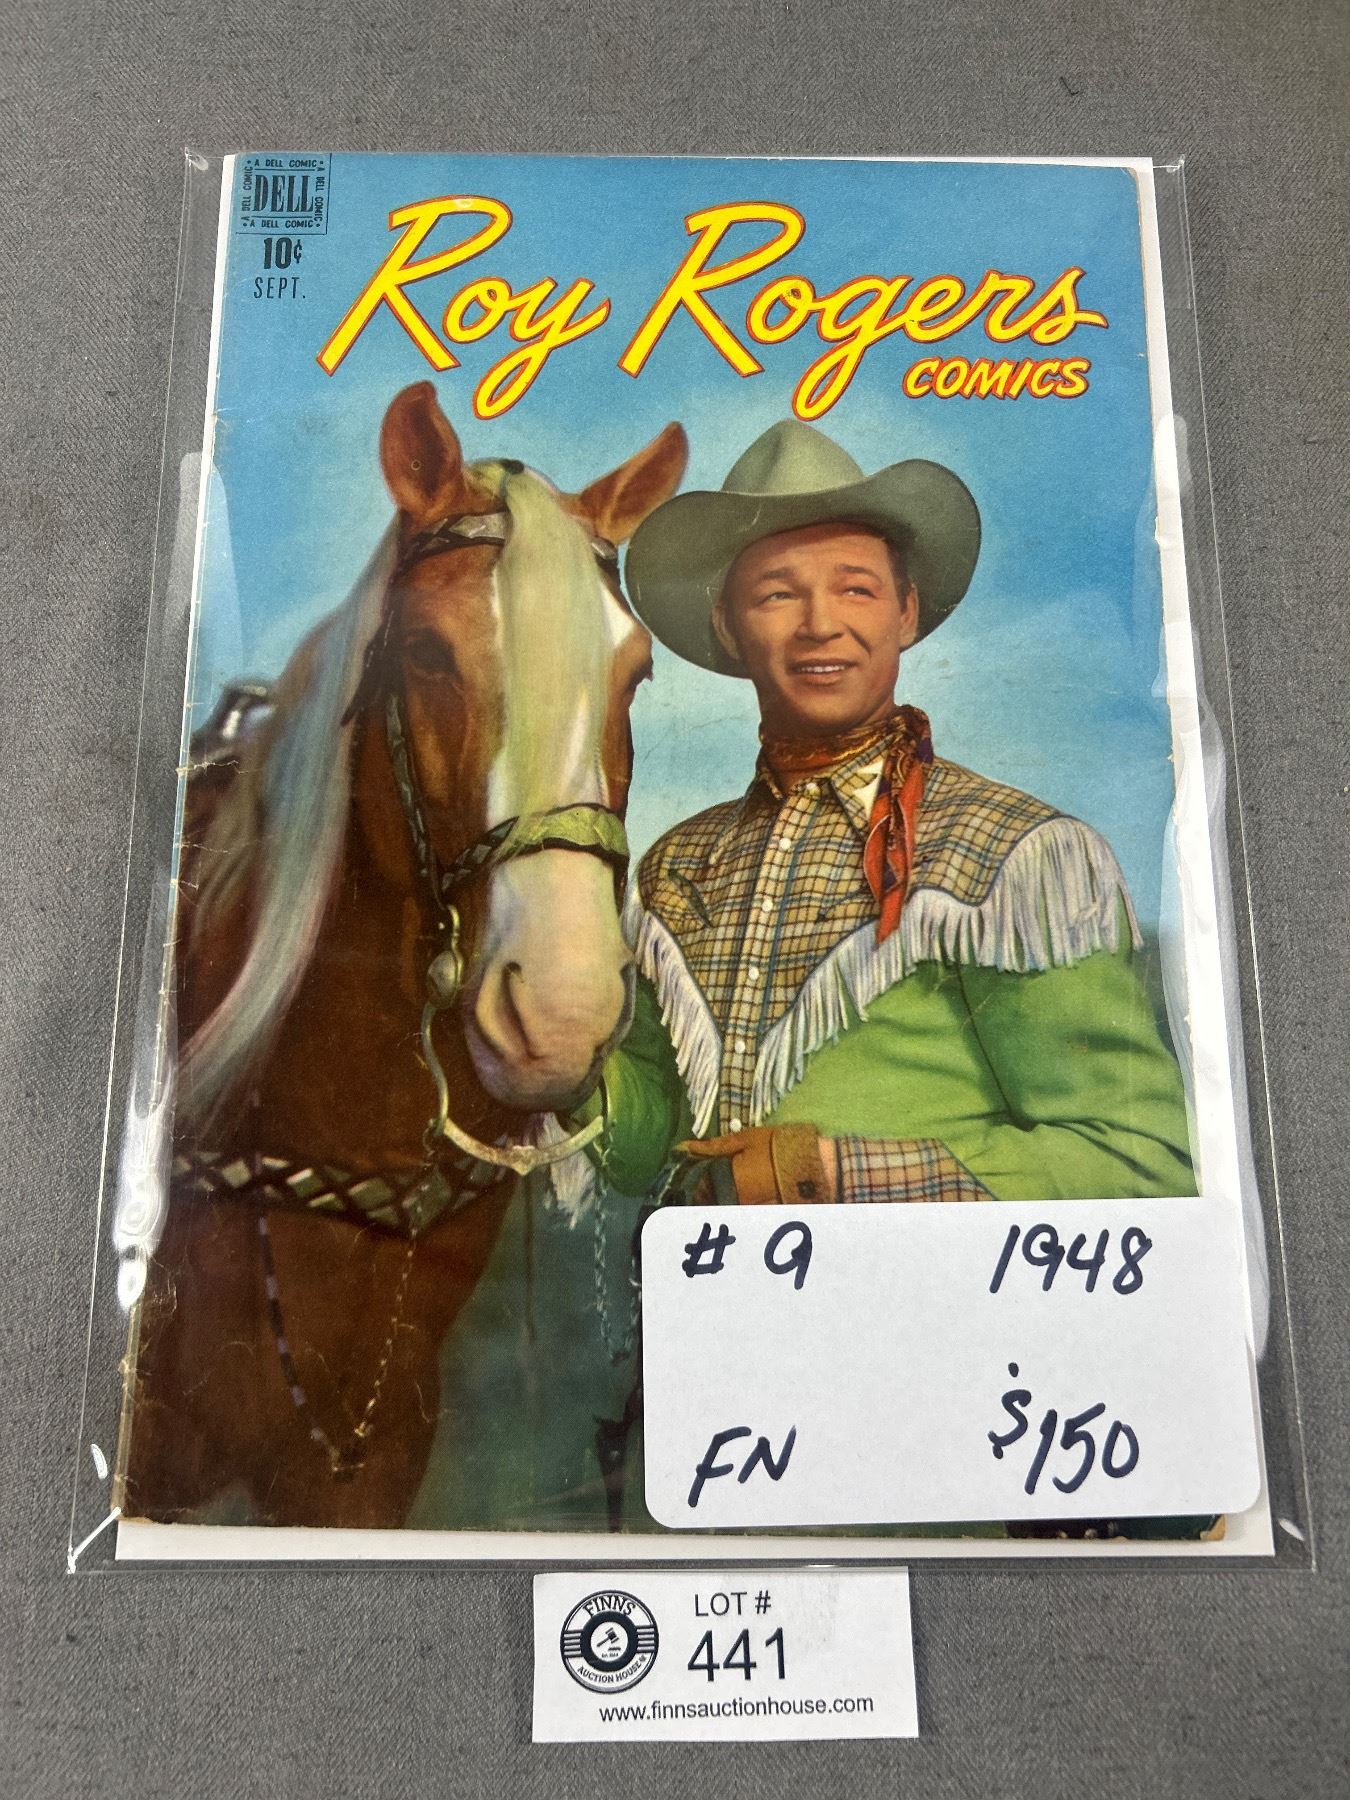 A DELL COMIC
A DELL COMIC
DELL
A DELL COMIC
A DELL COMIC
10¢
SEPT.
Roy Rogers
COMICS
# 9 1948
FN $150
FINNS
AUCTION HOUSE
LOT #
441
www.finnsauctionhouse.com